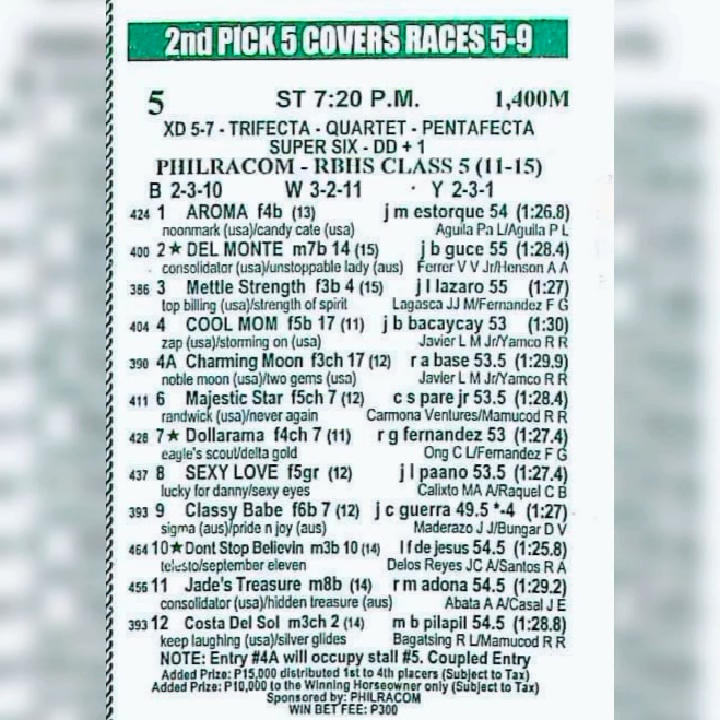 2nd PICK 5 COVERS RACES 5-9
5 ST 7:20 P.M. 1,400M
XD 5-7 - TRIFECTA - QUARTET - PENTAFECTA
SUPER SIX - DD + 1
PHILRACOM - RBHS CLASS 5 (11-15)
B 2-3-10 W 3-2-11 Y 2-3-1
424 1 AROMA f4b (13) j m estorque 54 (1:26.8)
noonmark (usa)/candy cate (usa) Aguila Pa L/Aguila P L
400 2★ DEL MONTE m7b 14 (15) j b guce 55 (1:28.4)
consolidator (usa)/unstoppable lady (aus) Ferrer V V Jr/Henson A A
386 3 Mettle Strength f3b 4 (15) j l lazaro 55 (1:27)
top billing (usa)/strength of spirit Lagasca JJ M/Fernandez F G
404 4 COOL MOM f5b 17 (11) j b bacaycay 53 (1:30)
zap (usa)/storming on (usa) Javier L M Jr/Yamco R R
390 4A Charming Moon f3ch 17 (12) r a base 53.5 (1:29.9)
noble moon (usa)/two gems (usa) Javier L M Jr/Yamco R R
411 6 Majestic Star f5ch 7 (12) c s pare jr 53.5 (1:28.4)
randwick (usa)/never again Carmona Ventures/Mamucod R R
428 7★ Dollarama f4ch 7 (11) r g fernandez 53 (1:27.4)
eagle's scout/delta gold Ong C L/Fernandez F G
437 8 SEXY LOVE f5gr (12) j l paano 53.5 (1:27.4)
lucky for danny/sexy eyes Calixto MA A/Raquel C B
393 9 Classy Babe f6b 7 (12) j c guerra 49.5 *-4 (1:27)
sigma (aus)/pride n joy (aus) Maderazo J J/Bungar D V
464 10★ Dont Stop Believin m3b 10 (14) l f de jesus 54.5 (1:25.8)
telesto/september eleven Delos Reyes JC A/Santos R A
456 11 Jade's Treasure m8b (14) r m adona 54.5 (1:29.2)
consolidator (usa)/hidden treasure (aus) Abata A A/Casal J E
393 12 Costa Del Sol m3ch 2 (14) m b pilapil 54.5 (1:28.8)
keep laughing (usa)/silver glides Bagatsing R L/Mamucod R R
NOTE: Entry #4A will occupy stall #5. Coupled Entry
Added Prize: P15,000 distributed 1st to 4th placers (Subject to Tax)
Added Prize: P10,000 to the Winning Horseowner only (Subject to Tax)
Sponsored by: PHILRACOM
WIN BET FEE: P300